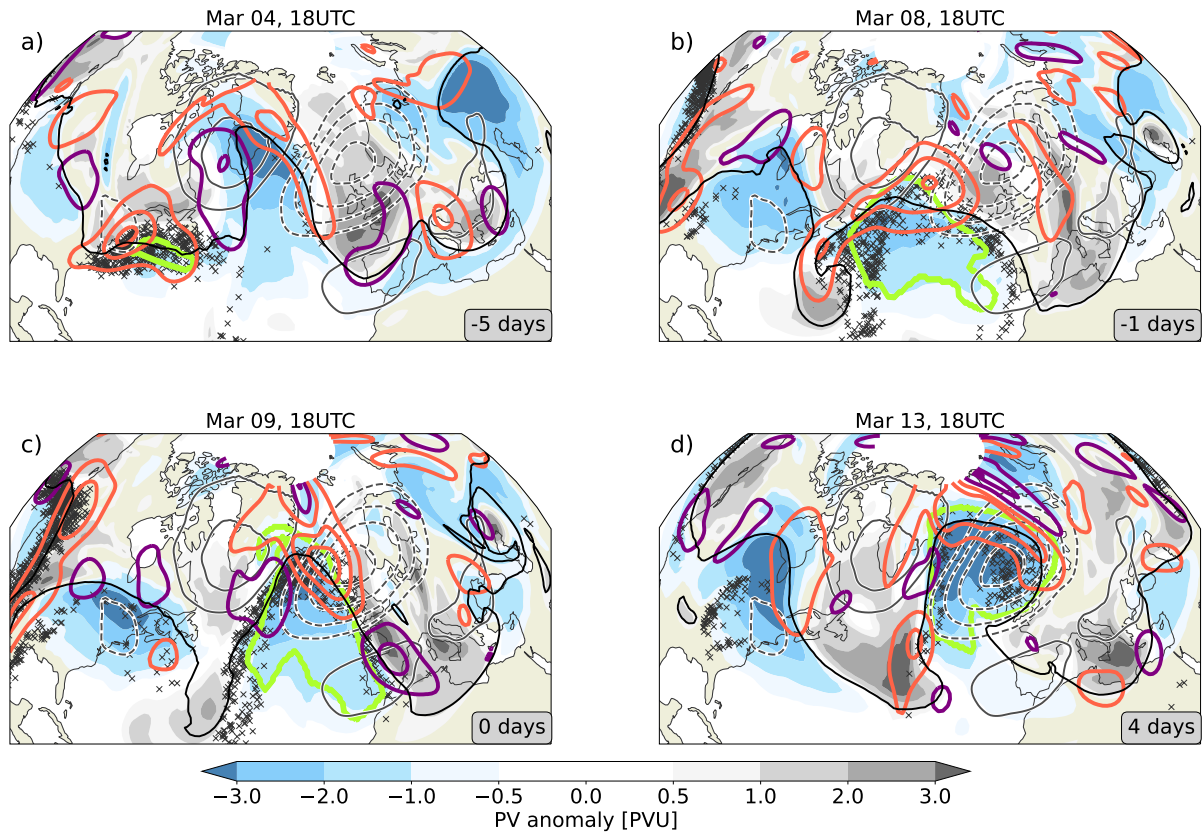 Mar 04, 18UTC
a)
-5 days
Mar 08, 18UTC
b)
-1 days
Mar 09, 18UTC
c)
0 days
Mar 13, 18UTC
d)
4 days
−3.0 −2.0 −1.0 −0.5 0.0 0.5 1.0 2.0 3.0
PV anomaly [PVU]